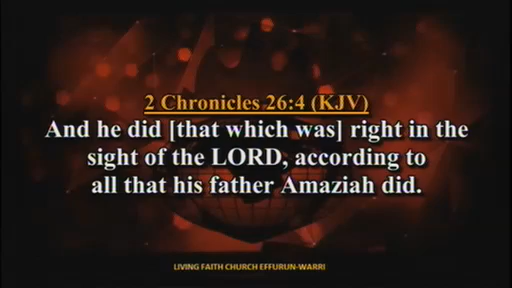 2 Chronicles 26:4 (KJV)
And he did [that which was] right in the
sight of the LORD, according to
all that his father Amaziah did.
LIVING FAITH CHURCH EFFURUN-WARRI